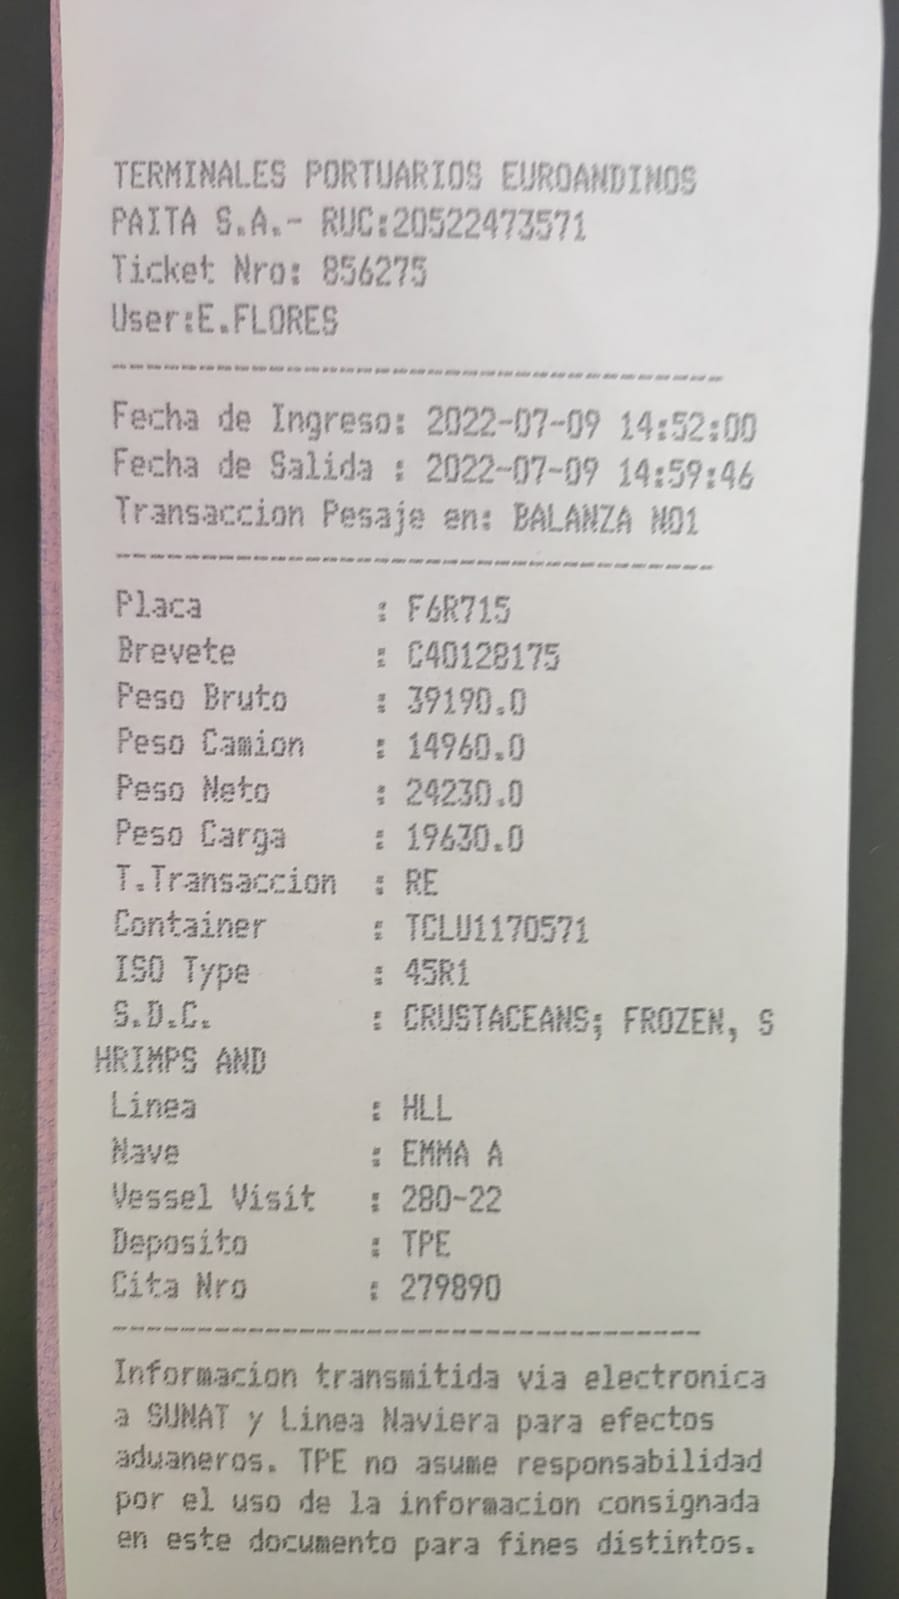 TERMINALES PORTUARIOS EUROANDINOS
PAITA S.A.- RUC:20522473571
Ticket Nro: 856275
User:E.FLORES
------------------------------------
Fecha de Ingreso: 2022-07-09 14:52:00
Fecha de Salida : 2022-07-09 14:59:46
Transaccion Pesaje en: BALANZA NO1
------------------------------------
Placa : F6R715
Brevete : C40128175
Peso Bruto : 39190.0
Peso Camion : 14960.0
Peso Neto : 24230.0
Peso Carga : 19630.0
T.Transaccion : RE
Container : TCLU1170571
ISO Type : 45R1
S.D.C. : CRUSTACEANS; FROZEN, S
HRIMPS AND
Linea : HLL
Nave : EMMA A
Vessel Visit : 280-22
Deposito : TPE
Cita Nro : 279890
------------------------------------
Informacion transmitida via electronica
a SUNAT y Linea Naviera para efectos
aduaneros. TPE no asume responsabilidad
por el uso de la informacion consignada
en este documento para fines distintos.